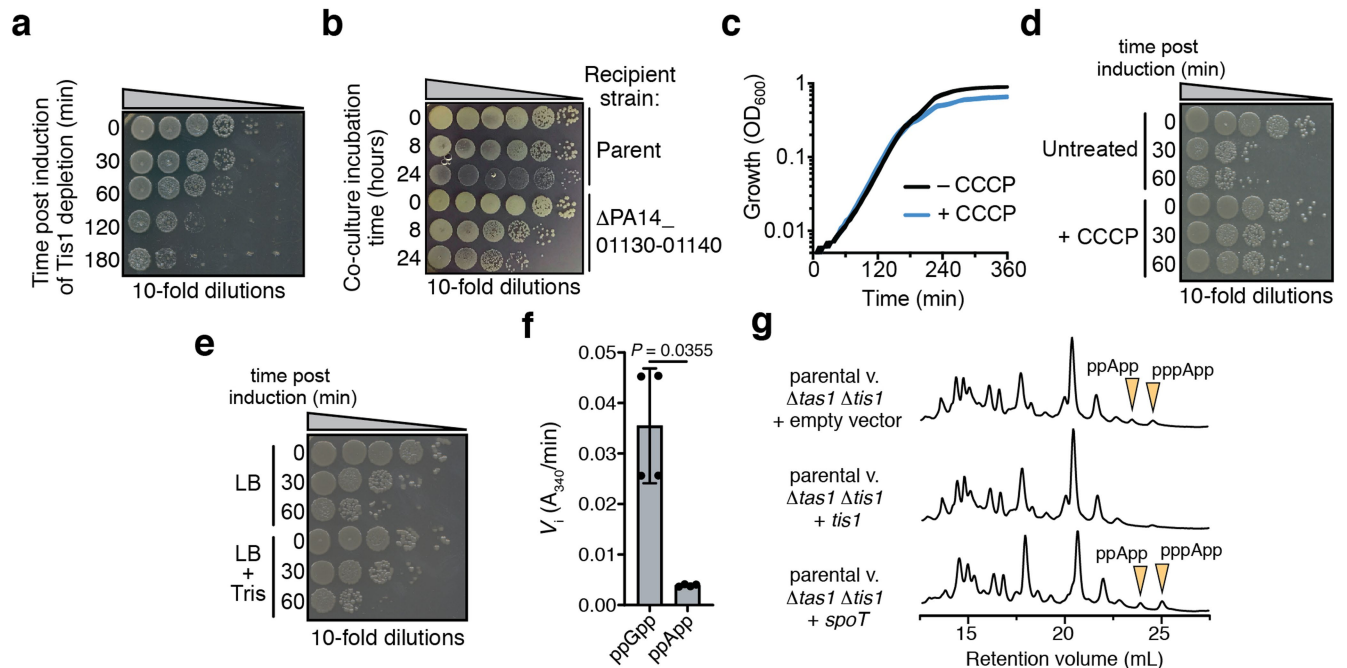 a
Time post induction
of Tis1 depletion (min)
0
30
60
120
180
10-fold dilutions
b
Co-culture incubation
time (hours)
0
8
24
0
8
24
Recipient
strain:
Parent
ΔPA14_
01130-01140
10-fold dilutions
c
Growth (OD600)
1
0.1
0.01
– CCCP
+ CCCP
0 120 240 360
Time (min)
d
time post
induction (min)
Untreated
0
30
60
+ CCCP
0
30
60
10-fold dilutions
e
time post
induction (min)
LB
0
30
60
LB
+
Tris
0
30
60
10-fold dilutions
f
P = 0.0355
Vi (A340/min)
0.05
0.04
0.03
0.02
0.01
0.00
ppGpp
ppApp
g
parental v.
Δtas1 Δtis1
+ empty vector
ppApp pppApp
parental v.
Δtas1 Δtis1
+ tis1
parental v.
Δtas1 Δtis1
+ spoT
ppApp pppApp
15 20 25
Retention volume (mL)